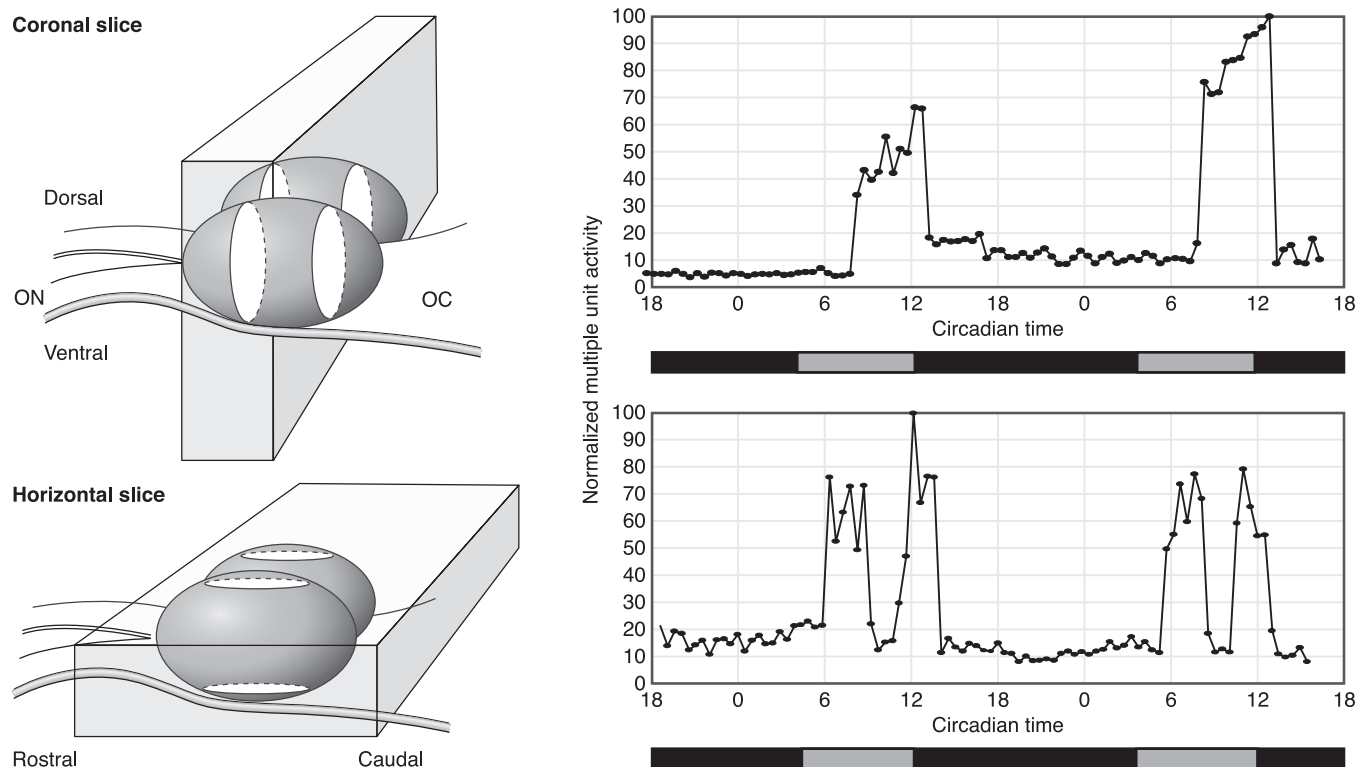 Coronal slice
Dorsal
ON
OC
Ventral
Horizontal slice
Rostral
Caudal
Normalized multiple unit activity
100
90
80
70
60
50
40
30
20
10
0
18 0 6 12 18 0 6 12 18
Circadian time
100
90
80
70
60
50
40
30
20
10
0
18 0 6 12 18 0 6 12 18
Circadian time